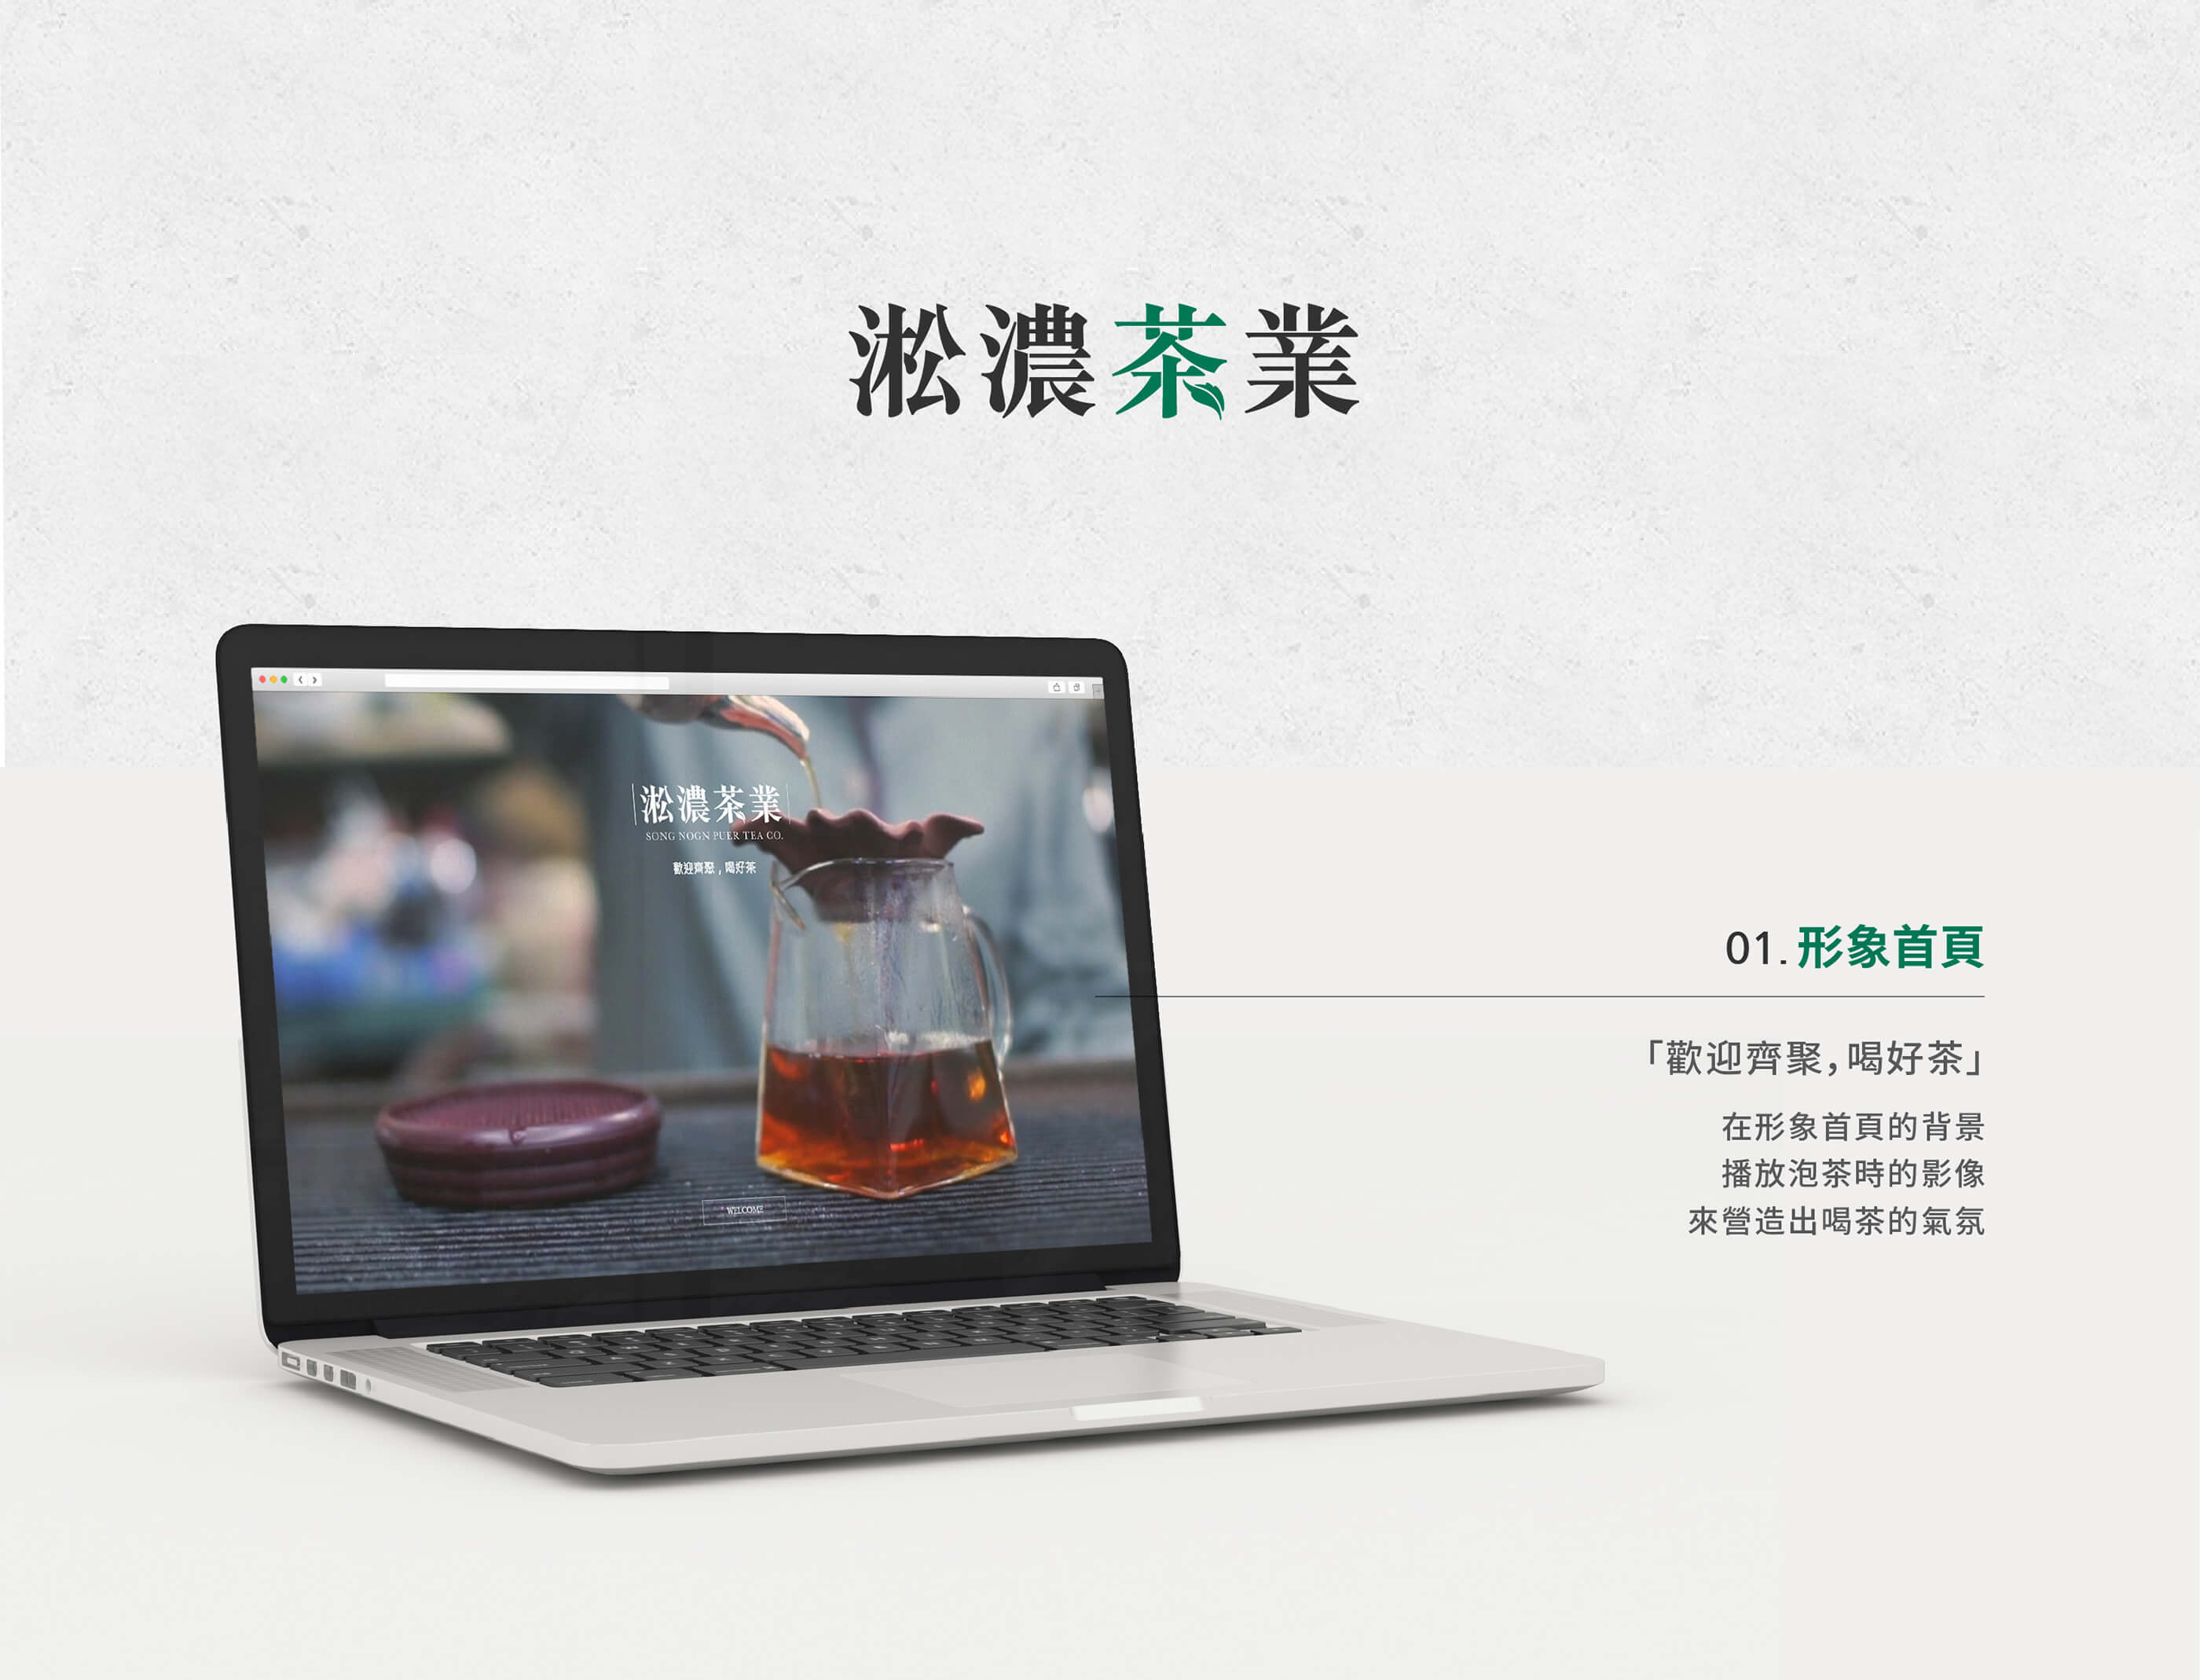 淞濃茶業
淞濃茶業
SONG NOGN PUER TEA CO.
歡迎齊聚，喝好茶
WELCOME
01. 形象首頁
「歡迎齊聚，喝好茶」
在形象首頁的背景
播放泡茶時的影像
來營造出喝茶的氣氛